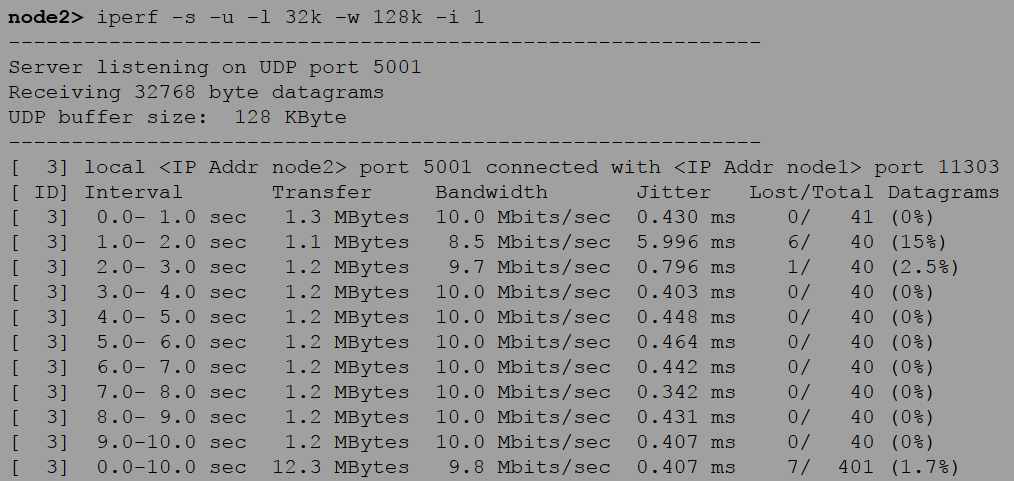 node2> iperf -s -u -l 32k -w 128k -i 1
------------------------------------------------------------
Server listening on UDP port 5001
Receiving 32768 byte datagrams
UDP buffer size:  128 KByte
------------------------------------------------------------
[  3] local <IP Addr node2> port 5001 connected with <IP Addr node1> port 11303
[ ID] Interval       Transfer     Bandwidth       Jitter   Lost/Total Datagrams
[  3]  0.0- 1.0 sec   1.3 MBytes  10.0 Mbits/sec  0.430 ms    0/   41 (0%)
[  3]  1.0- 2.0 sec   1.1 MBytes   8.5 Mbits/sec  5.996 ms    6/   40 (15%)
[  3]  2.0- 3.0 sec   1.2 MBytes   9.7 Mbits/sec  0.796 ms    1/   40 (2.5%)
[  3]  3.0- 4.0 sec   1.2 MBytes  10.0 Mbits/sec  0.403 ms    0/   40 (0%)
[  3]  4.0- 5.0 sec   1.2 MBytes  10.0 Mbits/sec  0.448 ms    0/   40 (0%)
[  3]  5.0- 6.0 sec   1.2 MBytes  10.0 Mbits/sec  0.464 ms    0/   40 (0%)
[  3]  6.0- 7.0 sec   1.2 MBytes  10.0 Mbits/sec  0.442 ms    0/   40 (0%)
[  3]  7.0- 8.0 sec   1.2 MBytes  10.0 Mbits/sec  0.342 ms    0/   40 (0%)
[  3]  8.0- 9.0 sec   1.2 MBytes  10.0 Mbits/sec  0.431 ms    0/   40 (0%)
[  3]  9.0-10.0 sec   1.2 MBytes  10.0 Mbits/sec  0.407 ms    0/   40 (0%)
[  3]  0.0-10.0 sec  12.3 MBytes   9.8 Mbits/sec  0.407 ms    7/  401 (1.7%)